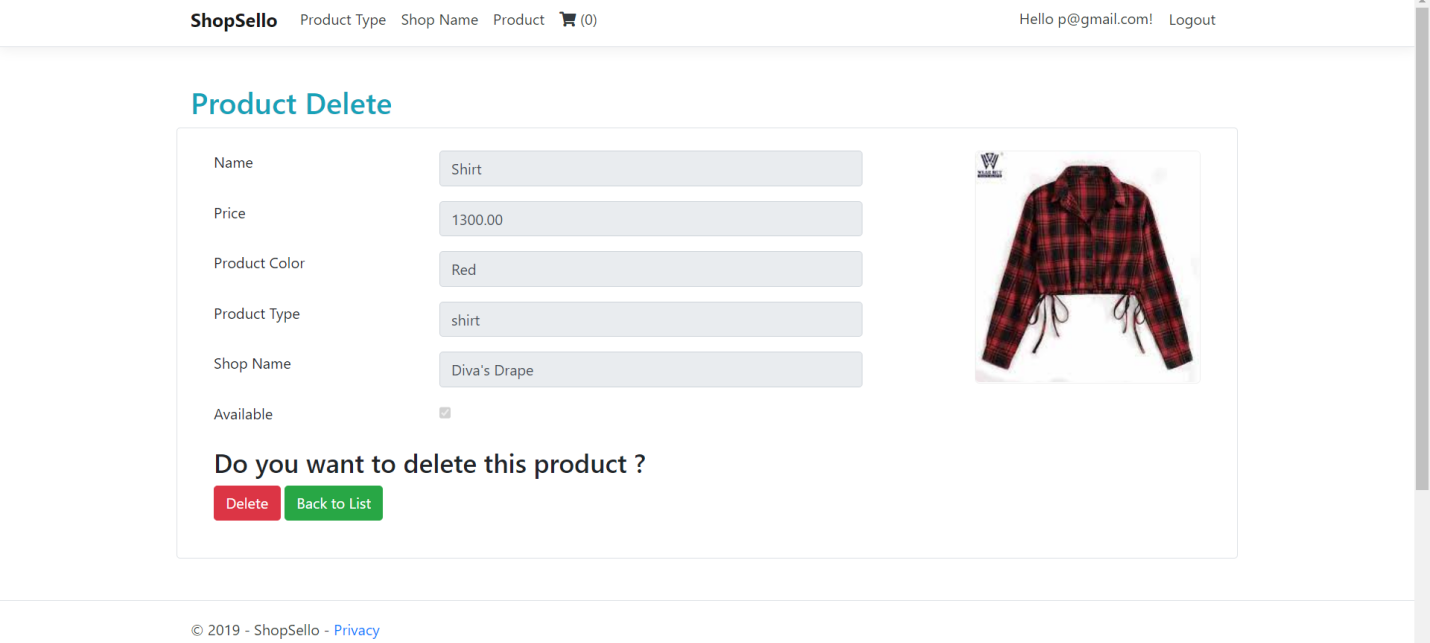 ShopSello Product Type Shop Name Product (0) Hello p@gmail.com! Logout
Product Delete
Name Shirt
Price 1300.00
Product Color Red
Product Type shirt
Shop Name Diva's Drape
Available
Do you want to delete this product ?
Delete Back to List
© 2019 - ShopSello - Privacy